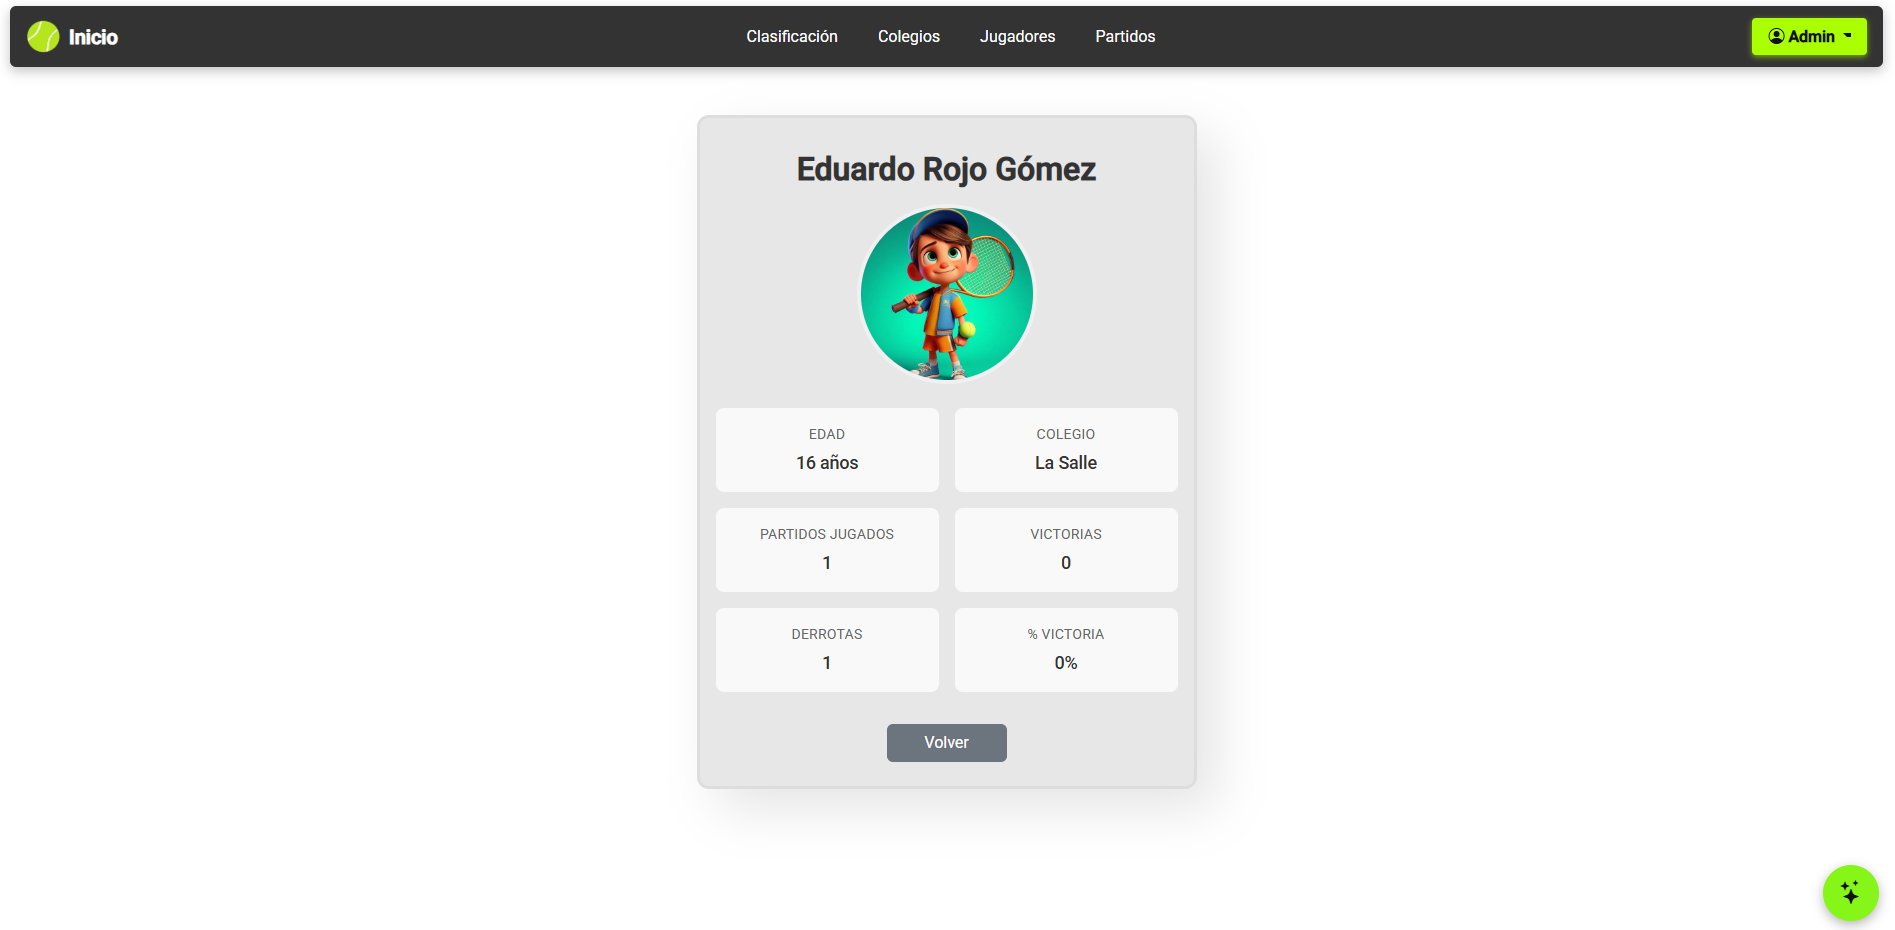 Inicio
Clasificación
Colegios
Jugadores
Partidos
Admin
Eduardo Rojo Gómez
EDAD
16 años
COLEGIO
La Salle
PARTIDOS JUGADOS
1
VICTORIAS
0
DERROTAS
1
% VICTORIA
0%
Volver